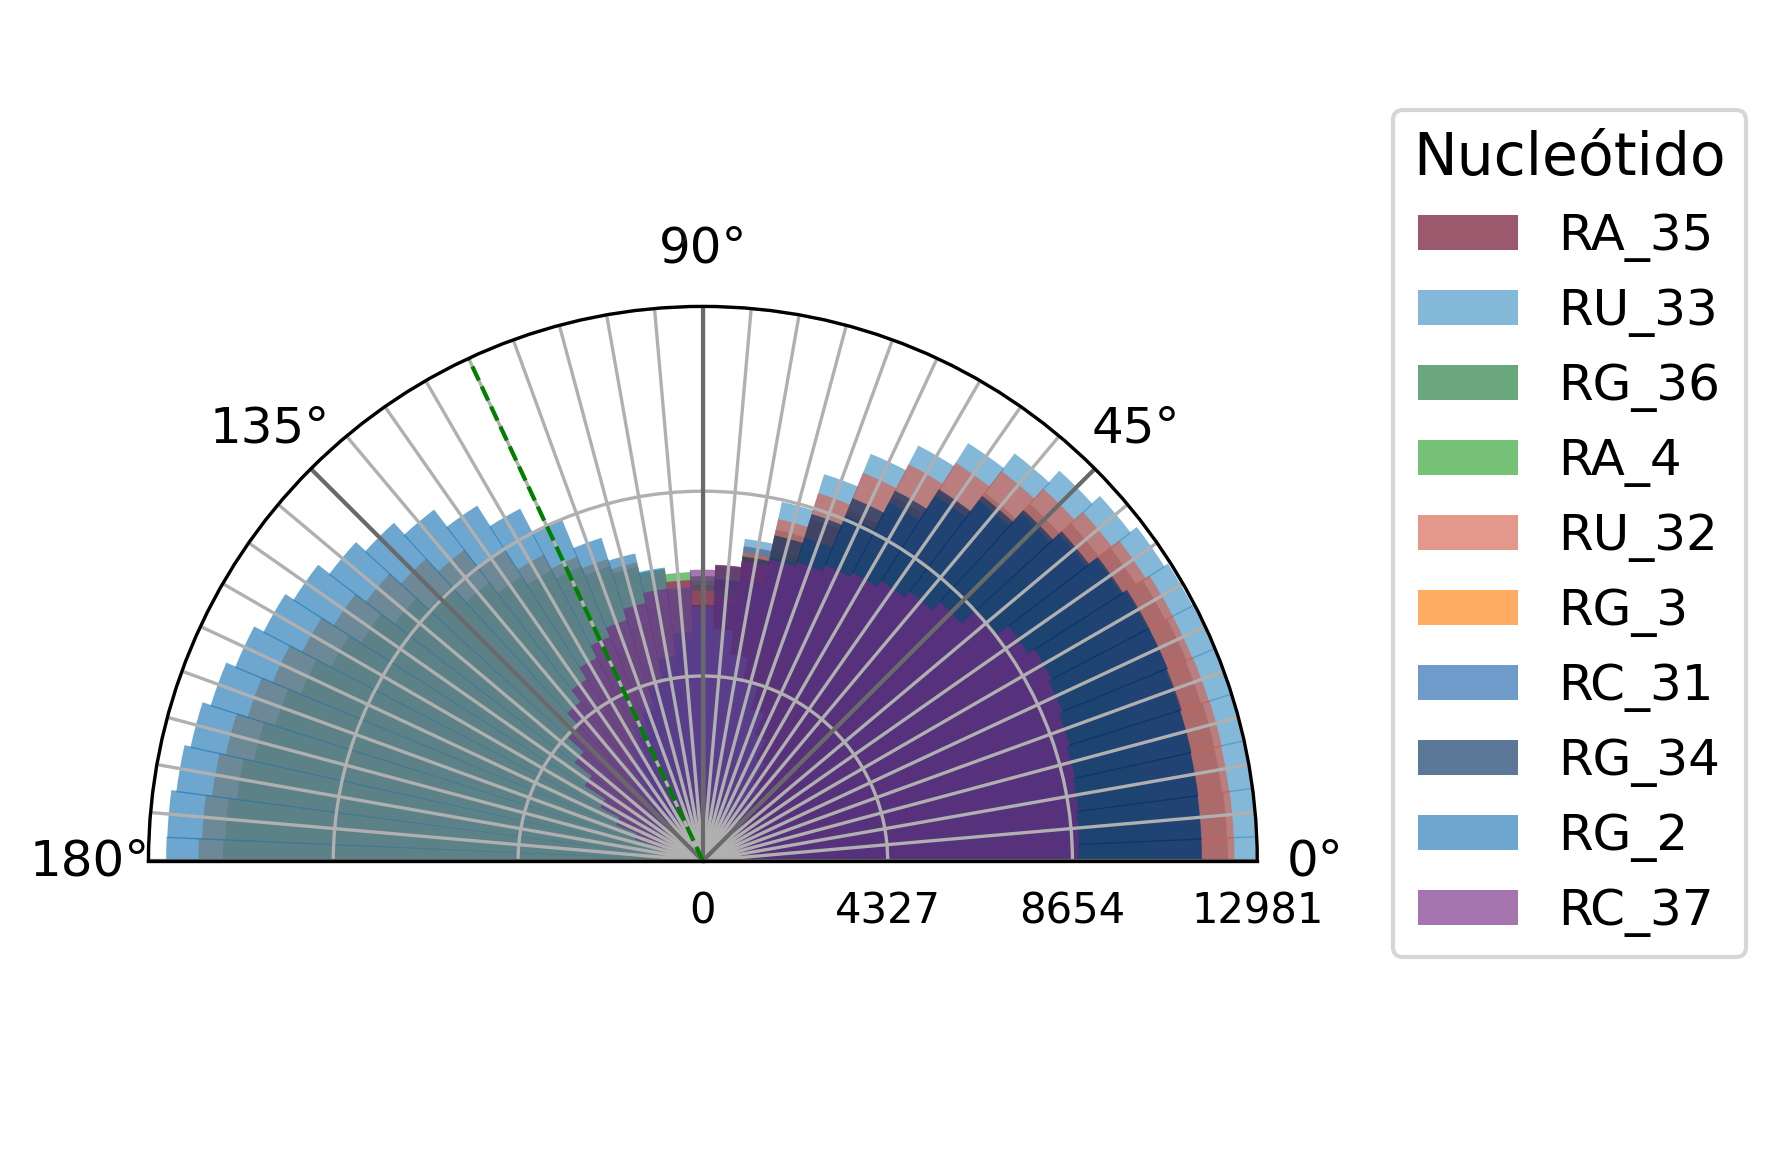 90°
135°
45°
180°
0°
0
4327
8654
12981
Nucleótido
RA_35
RU_33
RG_36
RA_4
RU_32
RG_3
RC_31
RG_34
RG_2
RC_37